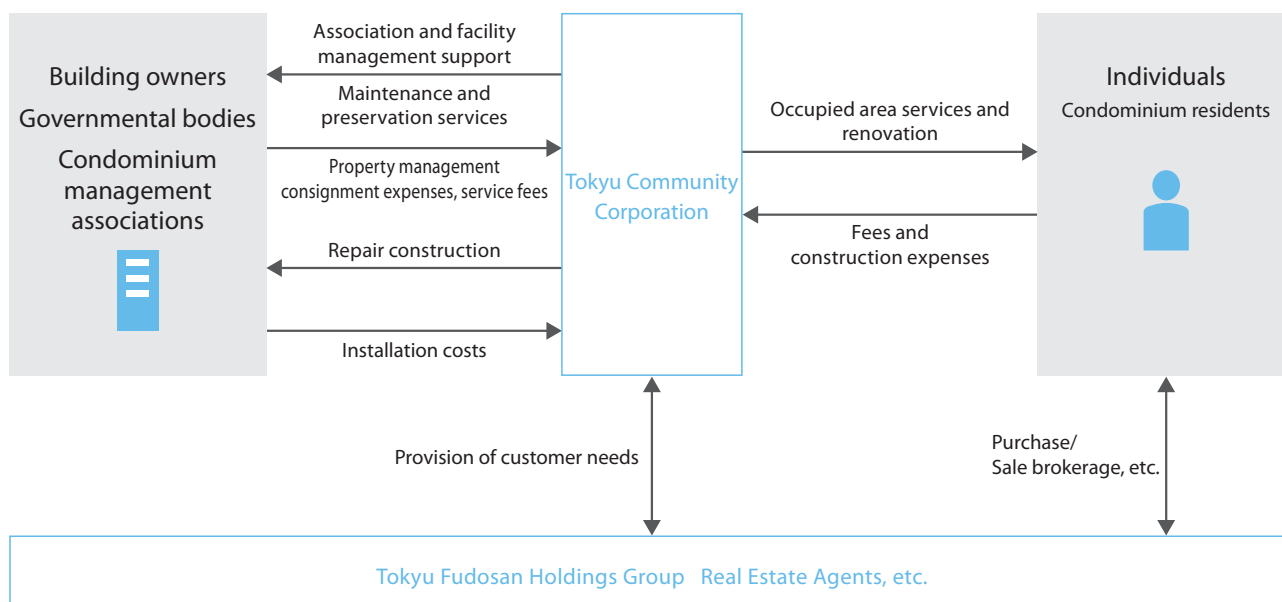 Building owners
Governmental bodies
Condominium
management
associations
Association and facility
management support
Maintenance and
preservation services
Property management
consignment expenses, service fees
Repair construction
Installation costs
Tokyu Community
Corporation
Occupied area services and
renovation
Fees and
construction expenses
Individuals
Condominium residents
Provision of customer needs
Purchase/
Sale brokerage, etc.
Tokyu Fudosan Holdings Group Real Estate Agents, etc.